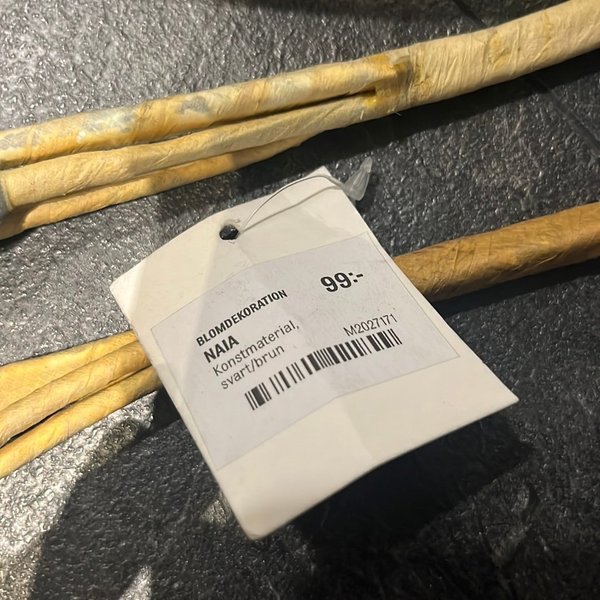 BLOMDEKORATION 99:-
NAIA
Konstmaterial, M2027171
svart/brun